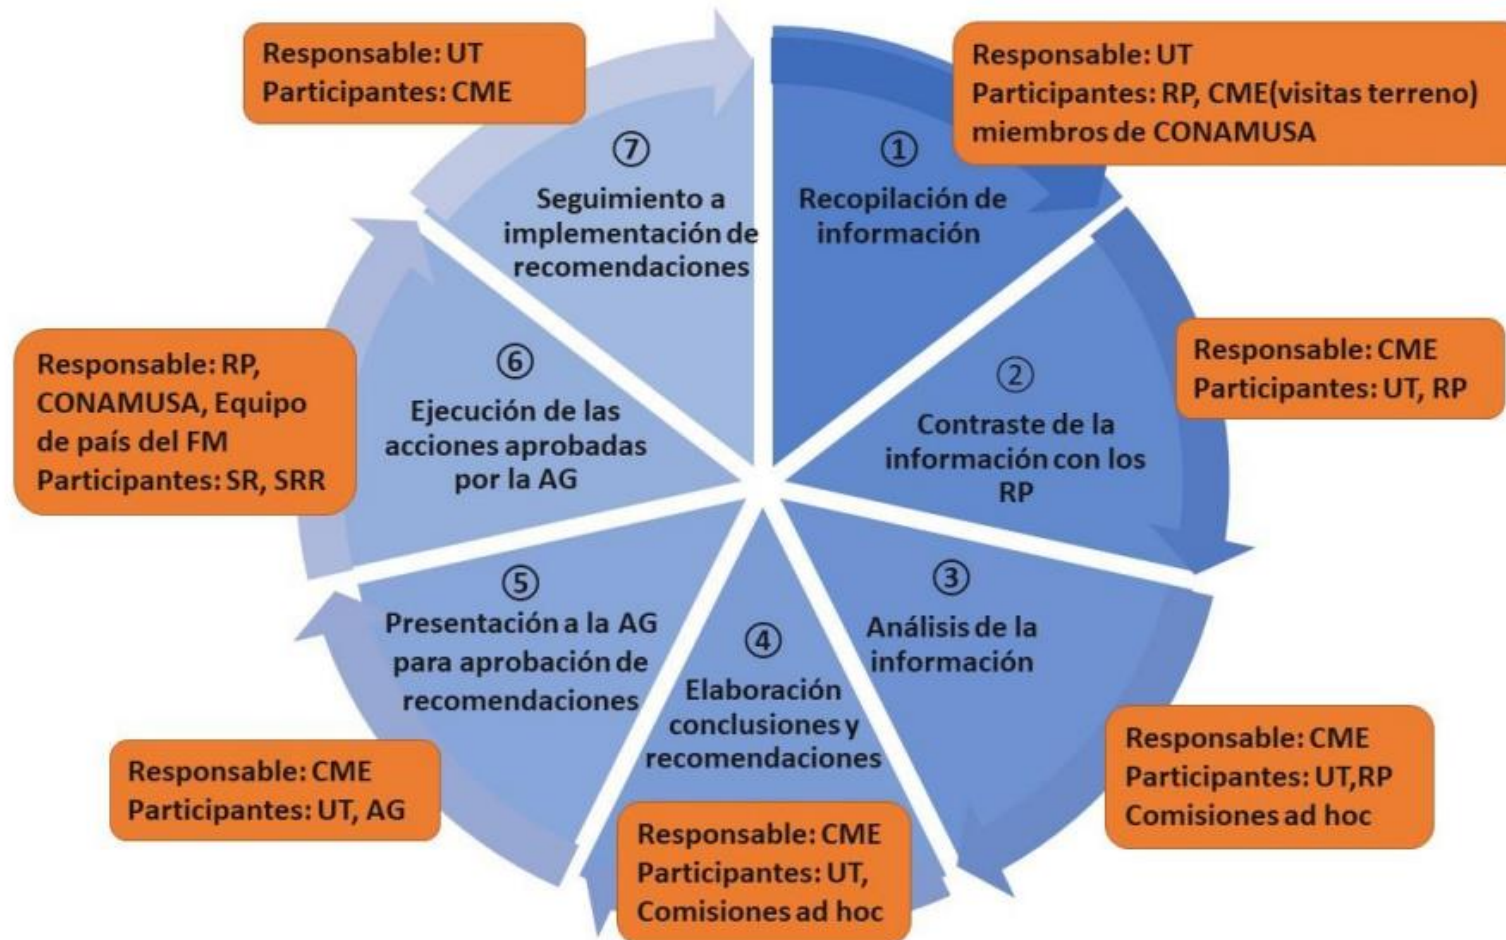 ①
Recopilación de
información
Responsable: UT
Participantes: RP, CME(visitas terreno)
miembros de CONAMUSA
②
Contraste de la
información con los
RP
Responsable: CME
Participantes: UT, RP
③
Análisis de la
información
Responsable: CME
Participantes: UT,RP
Comisiones ad hoc
④
Elaboración
conclusiones y
recomendaciones
Responsable: CME
Participantes: UT,
Comisiones ad hoc
⑤
Presentación a la AG
para aprobación de
recomendaciones
Responsable: CME
Participantes: UT, AG
⑥
Ejecución de las
acciones aprobadas
por la AG
Responsable: RP,
CONAMUSA, Equipo
de país del FM
Participantes: SR, SRR
⑦
Seguimiento a
implementación de
recomendaciones
Responsable: UT
Participantes: CME